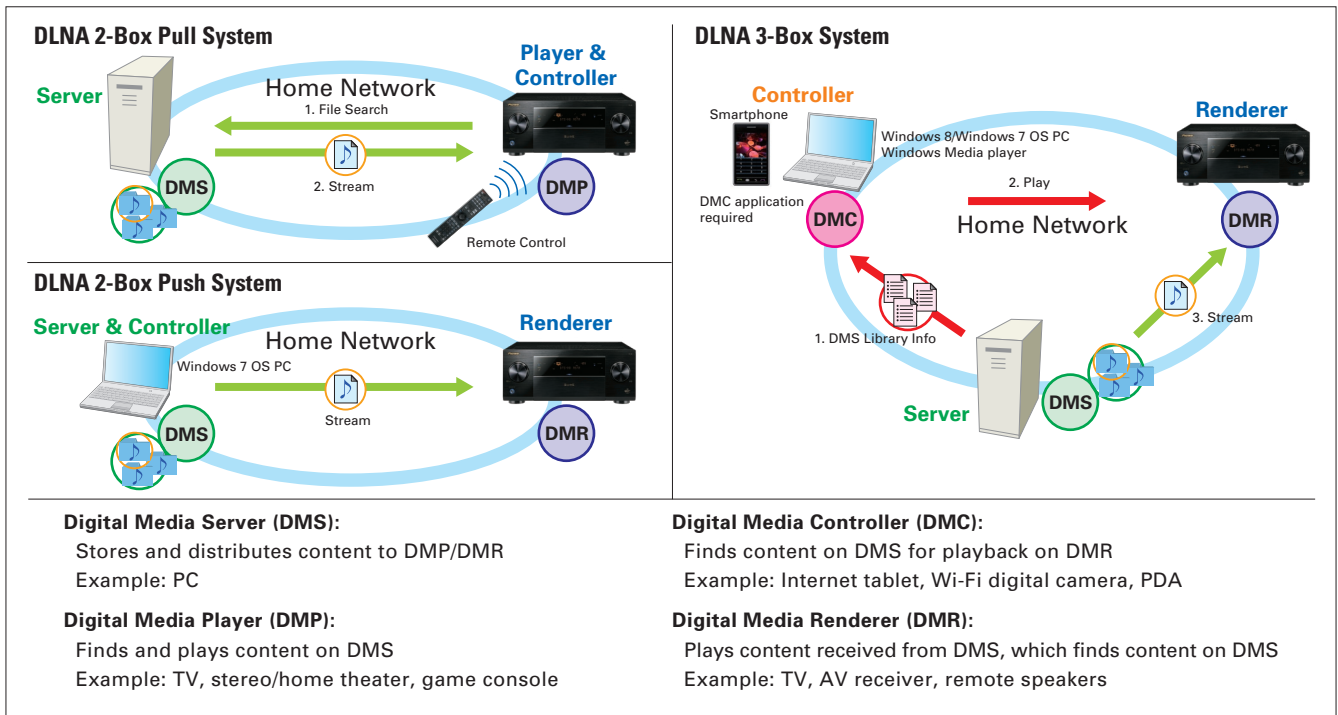 DLNA 2-Box Pull System
Server
Home Network
Player &
Controller
1. File Search
2. Stream
DMS
DMP
Remote Control
DLNA 2-Box Push System
Server & Controller
Home Network
Renderer
Windows 7 OS PC
Stream
DMS
DMR
DLNA 3-Box System
Controller
Smartphone
Renderer
Windows 8/Windows 7 OS PC
Windows Media player
DMC application
required
DMC
2. Play
Home Network
DMR
1. DMS Library Info
3. Stream
Server
DMS
Digital Media Server (DMS):
Stores and distributes content to DMP/DMR
Example: PC
Digital Media Player (DMP):
Finds and plays content on DMS
Example: TV, stereo/home theater, game console
Digital Media Controller (DMC):
Finds content on DMS for playback on DMR
Example: Internet tablet, Wi-Fi digital camera, PDA
Digital Media Renderer (DMR):
Plays content received from DMS, which finds content on DMS
Example: TV, AV receiver, remote speakers